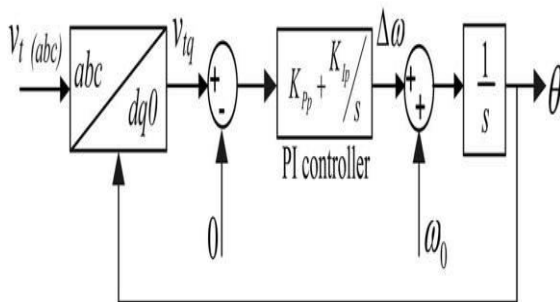 v_t (abc)
abc
dq0
v_tq
+
-
0
K_Pp + K_Ip/s
PI controller
Δω
+
+
ω_0
1/s
θ